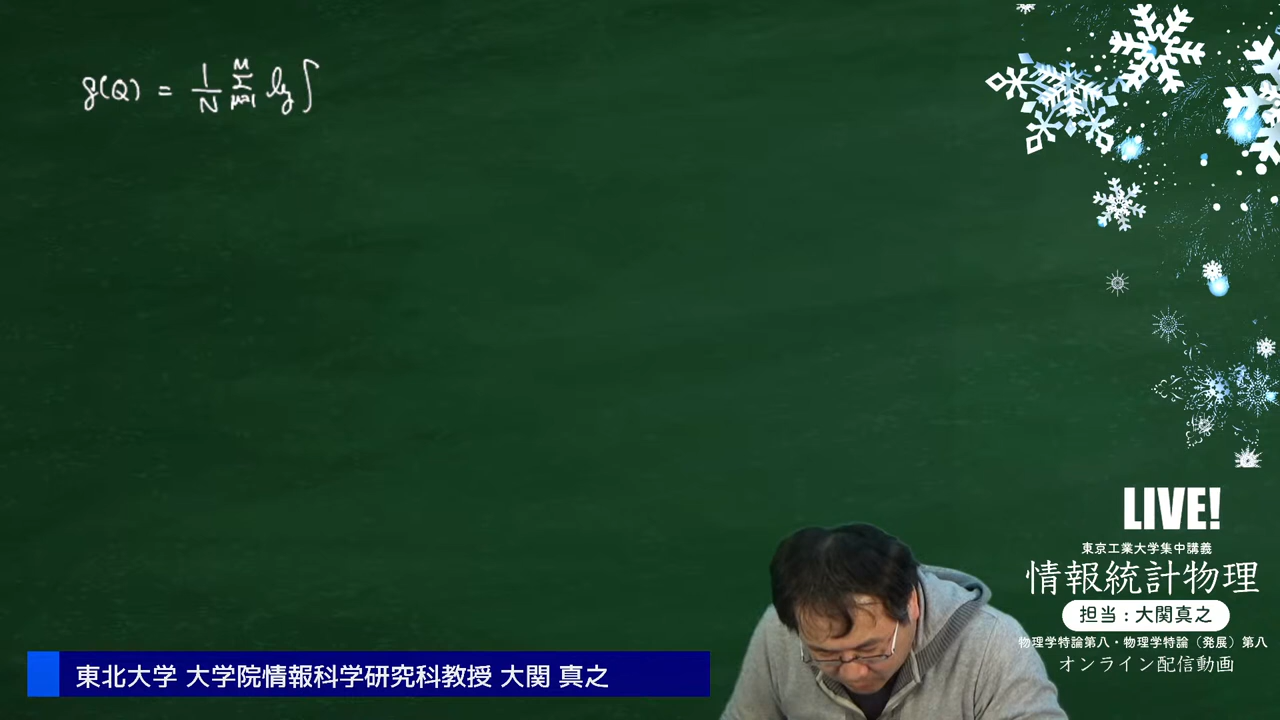 g(Q) = 1/N Σ_{μ=1}^{M} log ∫
LIVE!
東京工業大学集中講義
情報統計物理
担当：大関真之
物理学特論第八・物理学特論（発展）第八
オンライン配信動画
東北大学 大学院情報科学研究科教授 大関 真之